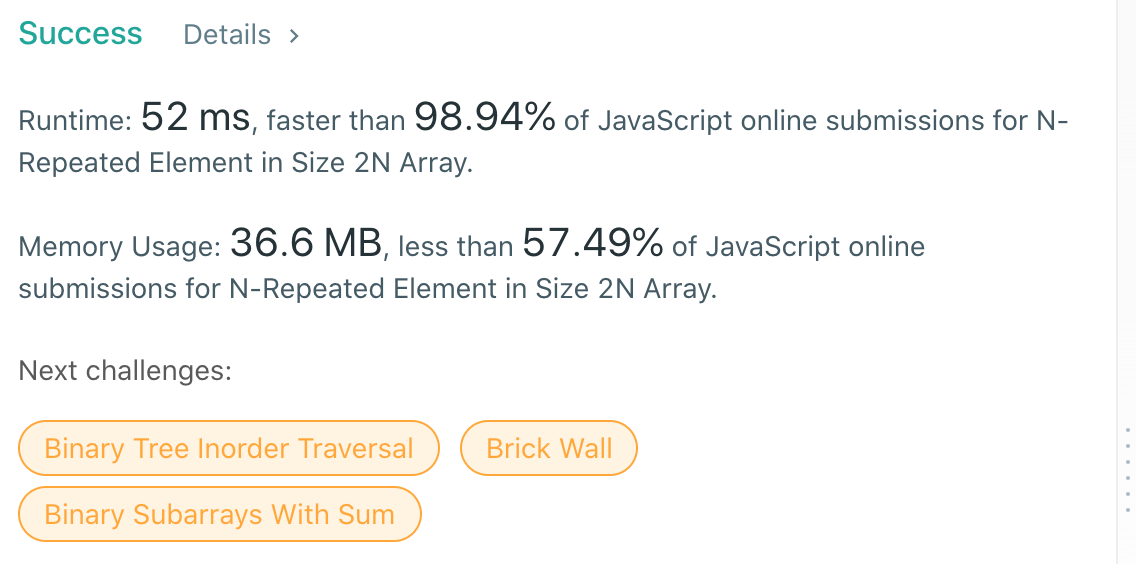 Success Details >
Runtime: 52 ms, faster than 98.94% of JavaScript online submissions for N-
Repeated Element in Size 2N Array.
Memory Usage: 36.6 MB, less than 57.49% of JavaScript online
submissions for N-Repeated Element in Size 2N Array.
Next challenges:
Binary Tree Inorder Traversal Brick Wall
Binary Subarrays With Sum